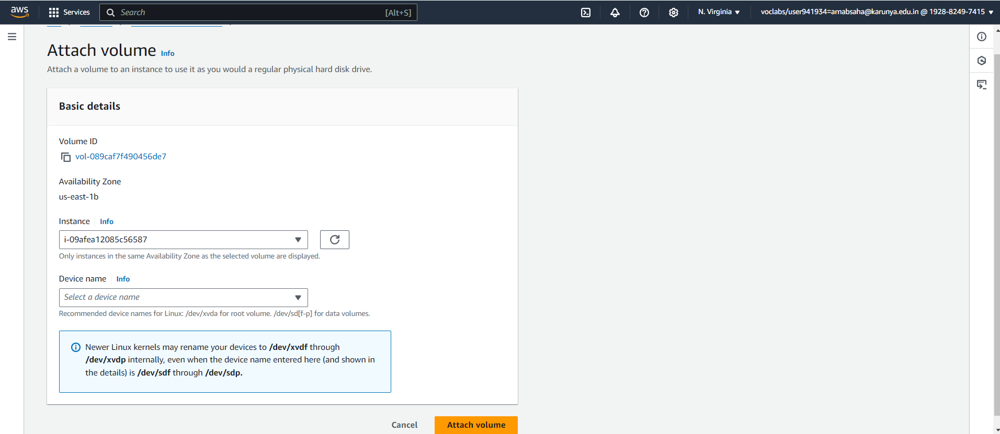 aws
Services
Search
[Alt+S]
N. Virginia
voclabs/user941934=arnabsaha@karunya.edu.in @ 1928-8249-7415
Attach volume Info
Attach a volume to an instance to use it as you would a regular physical hard disk drive.
Basic details
Volume ID
vol-089caf7f490456de7
Availability Zone
us-east-1b
Instance Info
i-09afea12085c56587
Only instances in the same Availability Zone as the selected volume are displayed.
Device name Info
Select a device name
Recommended device names for Linux: /dev/xvda for root volume. /dev/sd[f-p] for data volumes.
Newer Linux kernels may rename your devices to /dev/xvdf through
/dev/xvdp internally, even when the device name entered here (and shown in
the details) is /dev/sdf through /dev/sdp.
Cancel
Attach volume